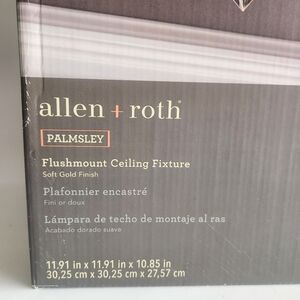 allen + roth
PALMSLEY
Flushmount Ceiling Fixture
Soft Gold Finish
Plafonnier encastré
Fini or doux
Lámpara de techo de montaje al ras
Acabado dorado suave
11.91 in x 11.91 in x 10.85 in
30,25 cm x 30,25 cm x 27,57 cm